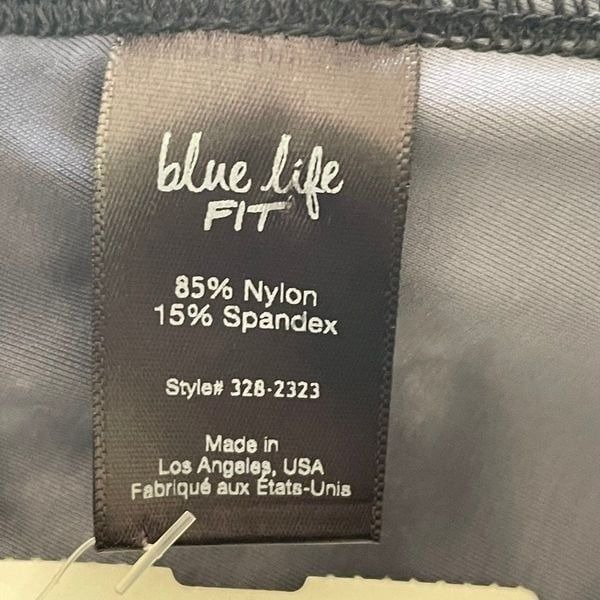 blue life
FIT
85% Nylon
15% Spandex
Style# 328-2323
Made in
Los Angeles, USA
Fabriqué aux États-Unis